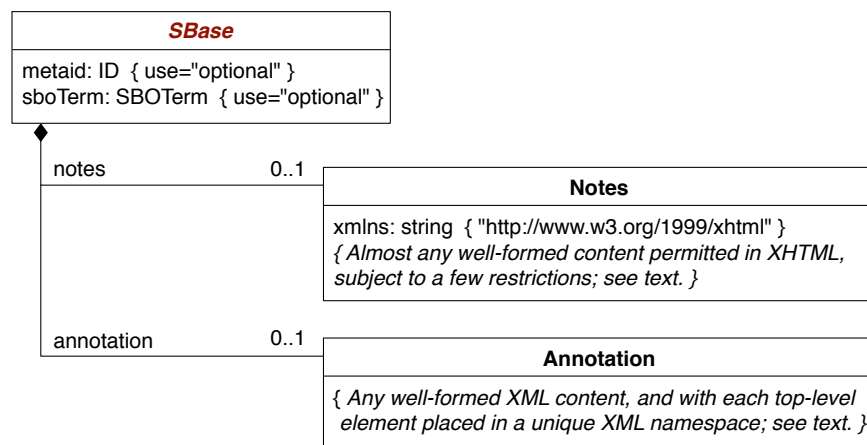 SBase
metaid: ID { use="optional" }
sboTerm: SBOTerm { use="optional" }
notes 0..1
Notes
xmlns: string { "http://www.w3.org/1999/xhtml" }
{ Almost any well-formed content permitted in XHTML,
subject to a few restrictions; see text. }
annotation 0..1
Annotation
{ Any well-formed XML content, and with each top-level
element placed in a unique XML namespace; see text. }